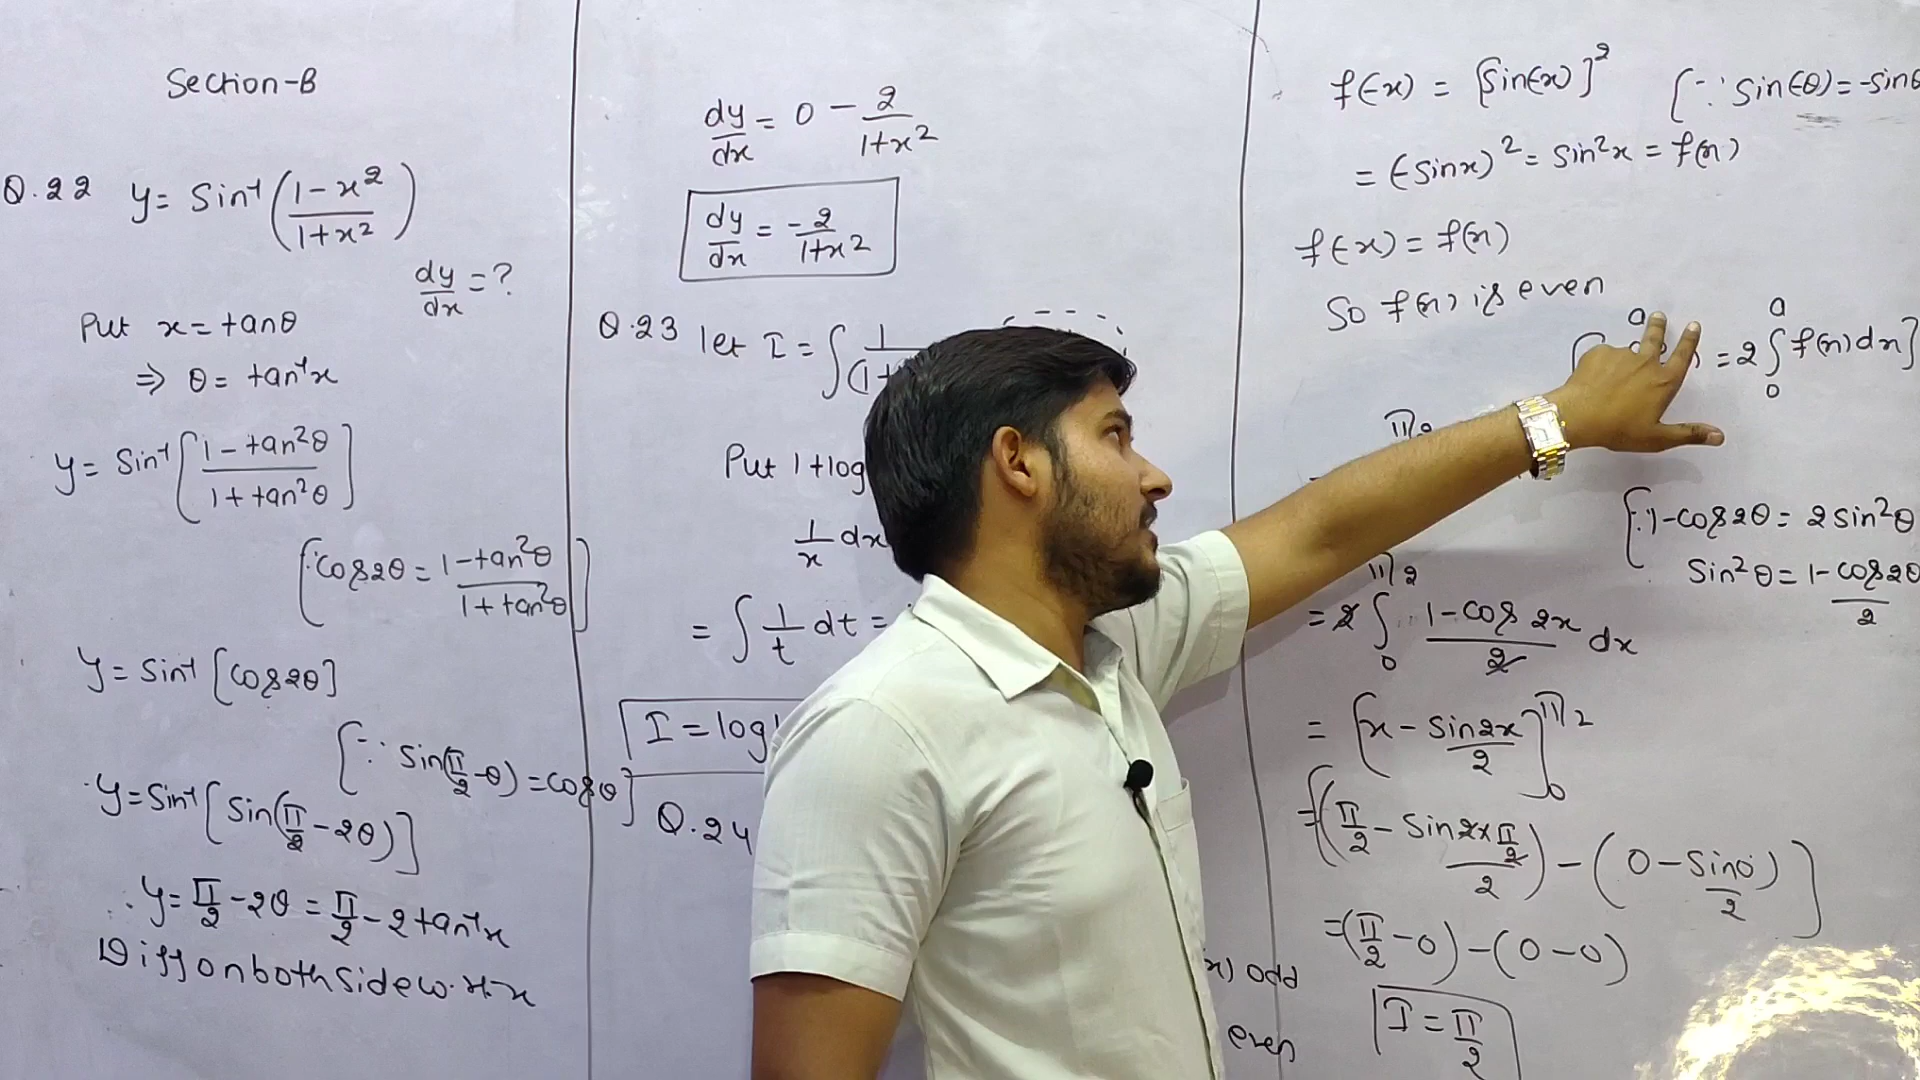 Section-B
Q.22 y = Sin⁻¹((1-x²)/(1+x²))
dy/dx = ?
Put x = tanθ
⇒ θ = tan⁻¹x
y = Sin⁻¹[(1-tan²θ)/(1+tan²θ)]
[∵ cos2θ = (1-tan²θ)/(1+tan²θ)]
y = Sin⁻¹[cos2θ]
[∵ Sin(π/2-θ) = cosθ]
y = Sin⁻¹[Sin(π/2-2θ)]
∴ y = π/2-2θ = π/2-2tan⁻¹x
Diff on both side w.r.x
dy/dx = 0 - 2/(1+x²)
dy/dx = -2/(1+x²)
Q.23 let I = ∫ 1
Put 1+log
1/x dx
= ∫ 1/t dt =
I = log
Q.24
x) odd
even
f(-x) = [Sin(-x)]² [∵ Sin(-θ) = -sinθ
= (-Sinx)² = Sin²x = f(x)
f(-x) = f(x)
So f(x) is even
a = 2∫₀ᵃ f(x)dx]
[∵ 1-cos2θ = 2Sin²θ
Sin²θ = (1-cos2θ)/2
= 2∫₀^(π/2) (1-cos2x)/2 dx
= [x - Sin2x/2]₀^(π/2)
= [(π/2 - Sin2×π/2/2) - (0 - Sin0/2)]
= (π/2-0)-(0-0)
I = π/2